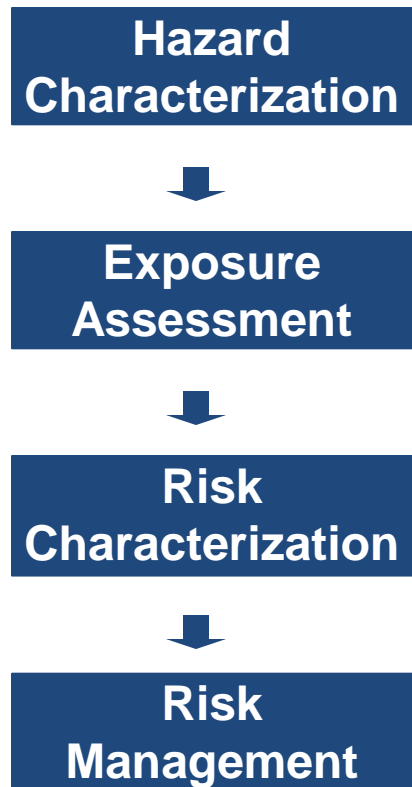 Hazard
Characterization
Exposure
Assessment
Risk
Characterization
Risk
Management